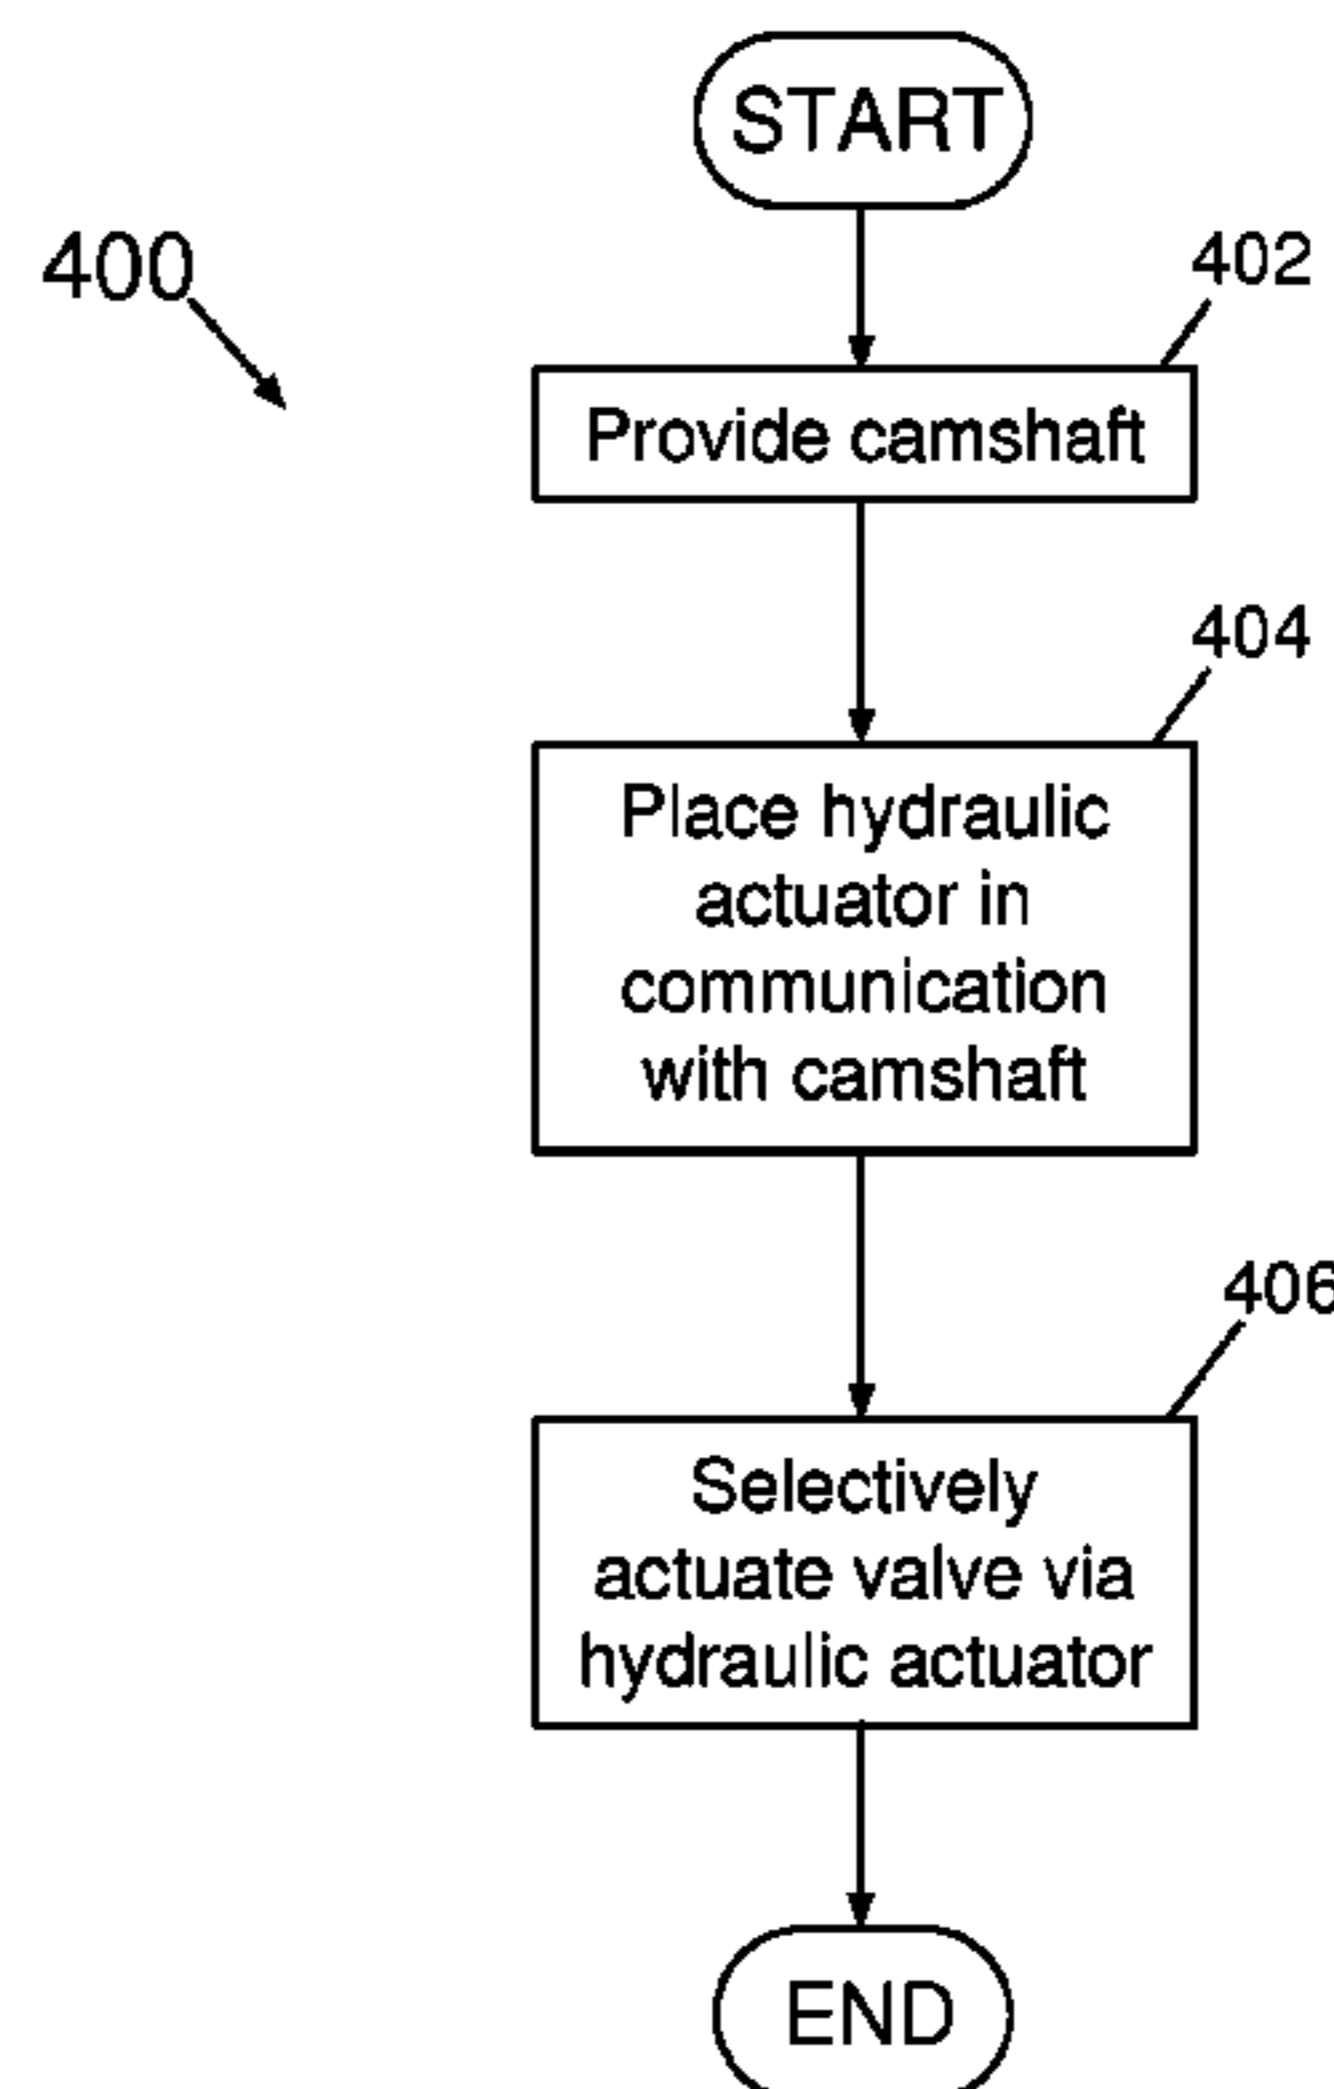 START
400
402
Provide camshaft
404
Place hydraulic
actuator in
communication
with camshaft
406
Selectively
actuate valve via
hydraulic actuator
END